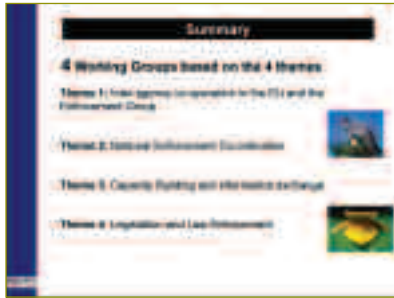 Summary
4 Working Groups based on the 4 themes
Theme 1: Inter-agency co-operation in the EU and the
Enforcement Group
Theme 2: National Enforcement Coordination
Theme 3: Capacity Building and information exchange
Theme 4: Legislation and Law Enforcement